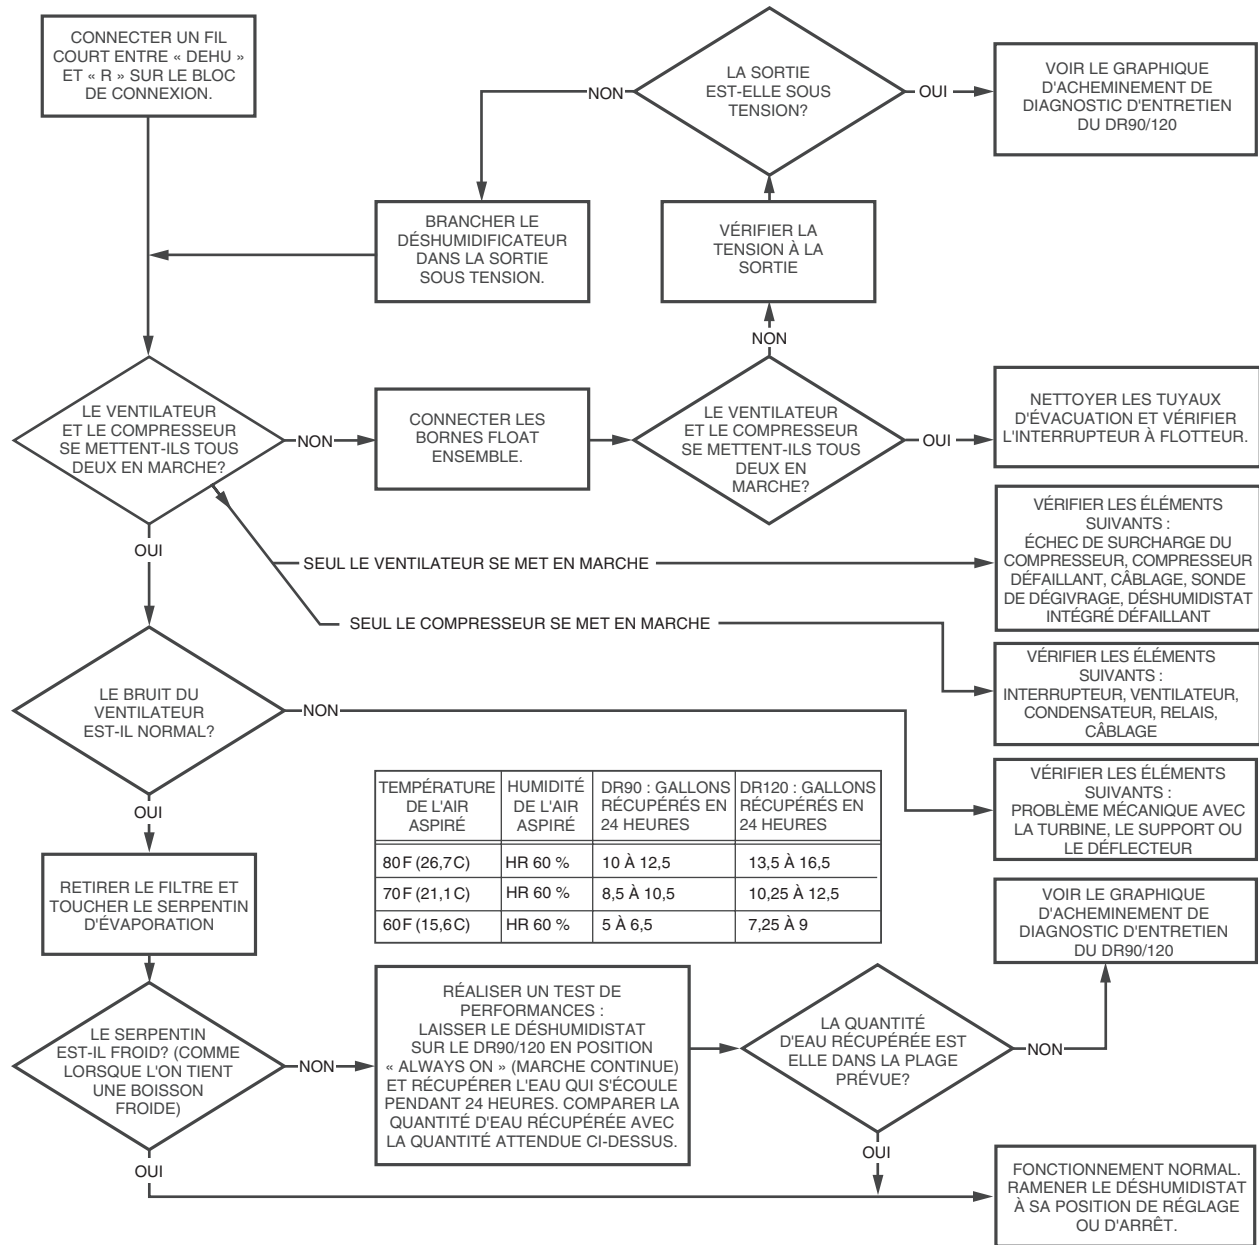 CONNECTER UN FIL
COURT ENTRE « DEHU »
ET « R » SUR LE BLOC
DE CONNEXION.
NON
LA SORTIE
EST-ELLE SOUS
TENSION?
OUI
VOIR LE GRAPHIQUE
D'ACHEMINEMENT DE
DIAGNOSTIC D'ENTRETIEN
DU DR90/120
BRANCHER LE
DÉSHUMIDIFICATEUR
DANS LA SORTIE
SOUS TENSION.
VÉRIFIER LA
TENSION À LA
SORTIE
NON
LE VENTILATEUR
ET LE COMPRESSEUR
SE METTENT-ILS TOUS
DEUX EN MARCHE?
NON
CONNECTER LES
BORNES FLOAT
ENSEMBLE.
LE VENTILATEUR
ET LE COMPRESSEUR
SE METTENT-ILS TOUS
DEUX EN
MARCHE?
OUI
NETTOYER LES TUYAUX
D'ÉVACUATION ET VÉRIFIER
L'INTERRUPTEUR À FLOTTEUR.
OUI
SEUL LE VENTILATEUR SE MET EN MARCHE
VÉRIFIER LES ÉLÉMENTS
SUIVANTS :
ÉCHEC DE SURCHARGE DU
COMPRESSEUR, COMPRESSEUR
DÉFAILLANT, CÂBLAGE, SONDE
DE DÉGIVRAGE, DÉSHUMIDISTAT
INTÉGRÉ DÉFAILLANT
SEUL LE COMPRESSEUR SE MET EN MARCHE
VÉRIFIER LES ÉLÉMENTS
SUIVANTS :
INTERRUPTEUR, VENTILATEUR,
CONDENSATEUR, RELAIS,
CÂBLAGE
LE BRUIT DU
VENTILATEUR
EST-IL NORMAL?
NON
VÉRIFIER LES ÉLÉMENTS
SUIVANTS :
PROBLÈME MÉCANIQUE AVEC
LA TURBINE, LE SUPPORT OU
LE DÉFLECTEUR
OUI
TEMPÉRATURE
DE L'AIR
ASPIRÉ
HUMIDITÉ
DE L'AIR
ASPIRÉ
DR90 : GALLONS
RÉCUPÉRÉS EN
24 HEURES
DR120 : GALLONS
RÉCUPÉRÉS EN
24 HEURES
80 F (26,7 C) HR 60 % 10 À 12,5 13,5 À 16,5
70 F (21,1 C) HR 60 % 8,5 À 10,5 10,25 À 12,5
60 F (15,6 C) HR 60 % 5 À 6,5 7,25 À 9
RETIRER LE FILTRE ET
TOUCHER LE SERPENTIN
D'ÉVAPORATION
VOIR LE GRAPHIQUE
D'ACHEMINEMENT DE
DIAGNOSTIC D'ENTRETIEN
DU DR90/120
LE SERPENTIN
EST-IL FROID? (COMME
LORSQUE L'ON TIENT
UNE BOISSON
FROIDE)
NON
RÉALISER UN TEST DE
PERFORMANCES :
LAISSER LE DÉSHUMIDISTAT
SUR LE DR90/120 EN POSITION
« ALWAYS ON » (MARCHE CONTINUE)
ET RÉCUPÉRER L'EAU QUI S'ÉCOULE
PENDANT 24 HEURES. COMPARER LA
QUANTITÉ D'EAU RÉCUPÉRÉE AVEC
LA QUANTITÉ ATTENDUE CI-DESSUS.
LA QUANTITÉ
D'EAU RÉCUPÉRÉE EST
ELLE DANS LA PLAGE
PRÉVUE?
NON
OUI
OUI
FONCTIONNEMENT NORMAL.
RAMENER LE DÉSHUMIDISTAT
À SA POSITION DE RÉGLAGE
OU D'ARRÊT.